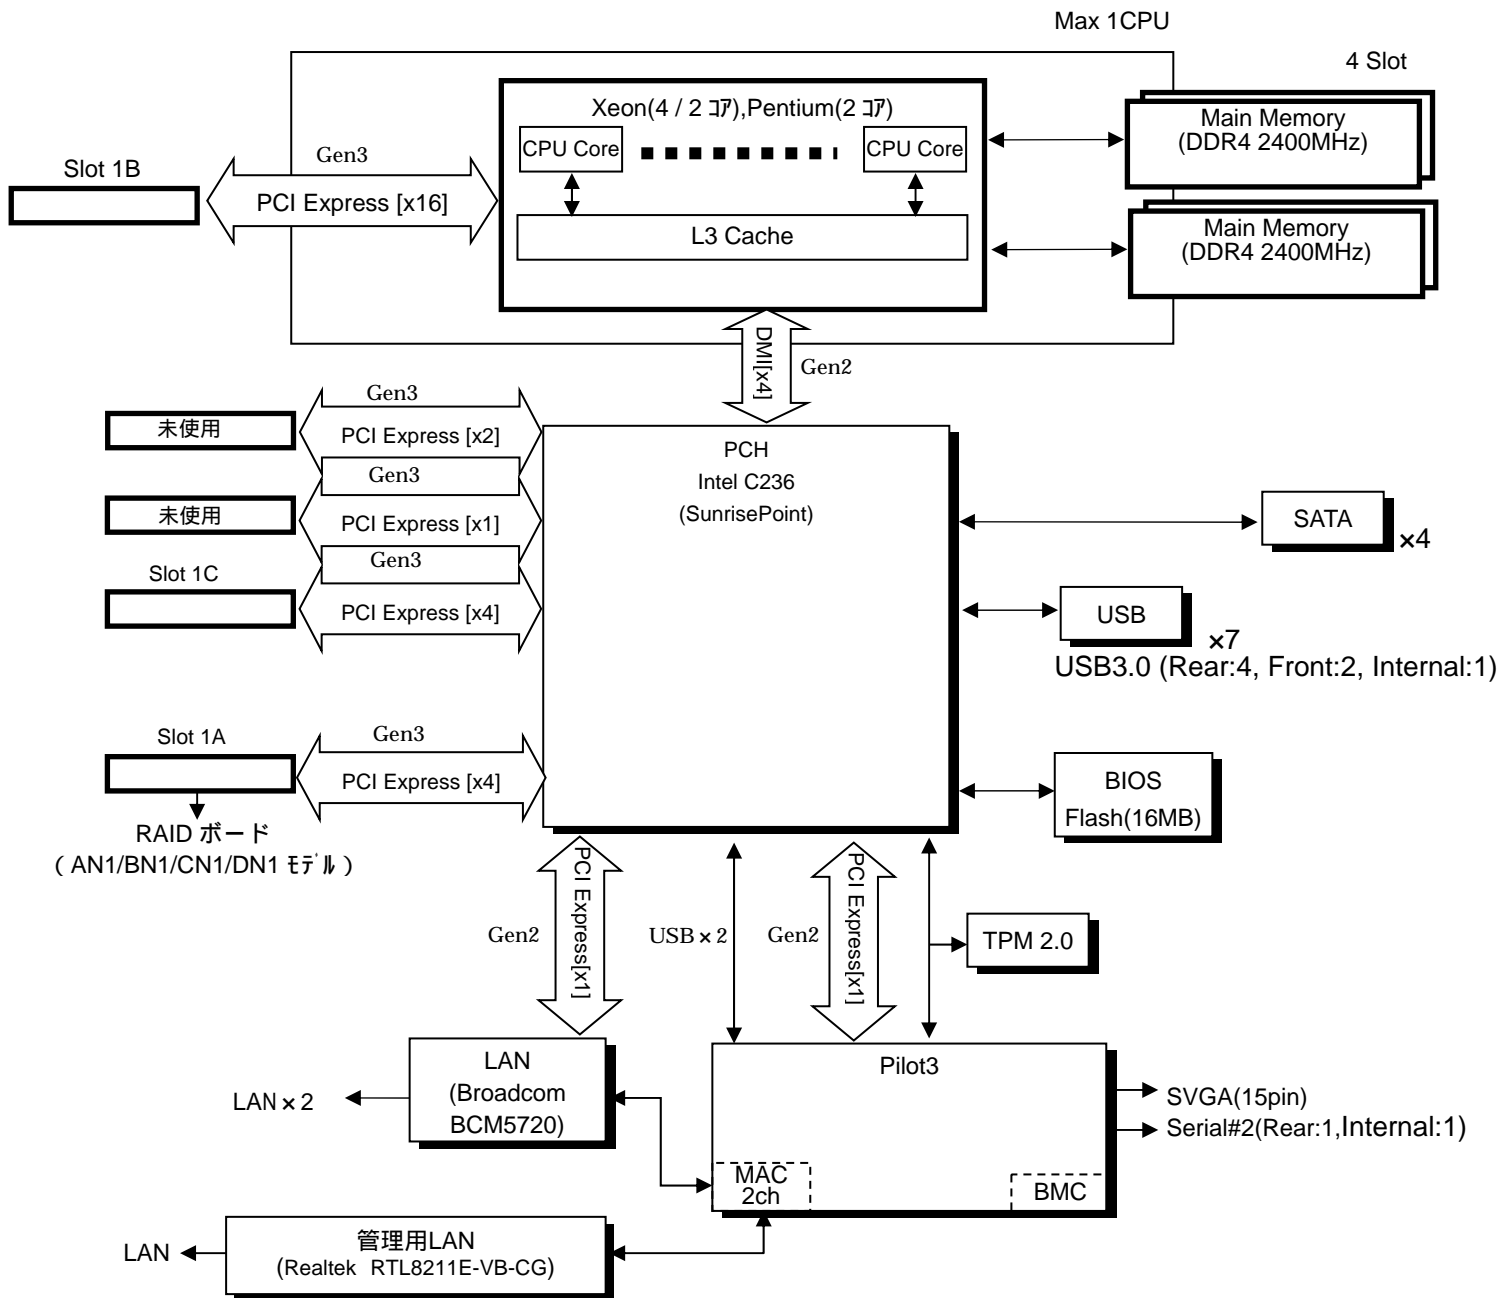 Max 1CPU
4 Slot
Xeon(4 / 2 ｺｱ),Pentium(2 ｺｱ)
CPU Core
CPU Core
L3 Cache
Main Memory
(DDR4 2400MHz)
Main Memory
(DDR4 2400MHz)
Slot 1B
Gen3
PCI Express [x16]
DMI[x4]
Gen2
未使用
Gen3
PCI Express [x2]
未使用
Gen3
PCI Express [x1]
Slot 1C
Gen3
PCI Express [x4]
PCH
Intel C236
(SunrisePoint)
SATA
×4
USB
×7
USB3.0 (Rear:4, Front:2, Internal:1)
Slot 1A
Gen3
PCI Express [x4]
RAID ボード
( AN1/BN1/CN1/DN1 ﾓﾃﾞﾙ )
BIOS
Flash(16MB)
Gen2
PCI Express[x1]
USB×2
Gen2
PCI Express[x1]
TPM 2.0
LAN
(Broadcom
BCM5720)
LAN×2
Pilot3
MAC
2ch
BMC
SVGA(15pin)
Serial#2(Rear:1,Internal:1)
LAN
管理用LAN
(Realtek RTL8211E-VB-CG)